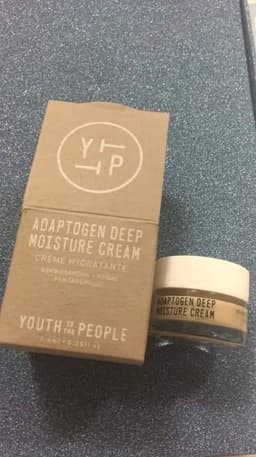 Y T
T P
ADAPTOGEN DEEP
MOISTURE CREAM
CRÈME HYDRATANTE
YOUTH TO THE PEOPLE
ADAPTOGEN DEEP
MOISTURE CREAM